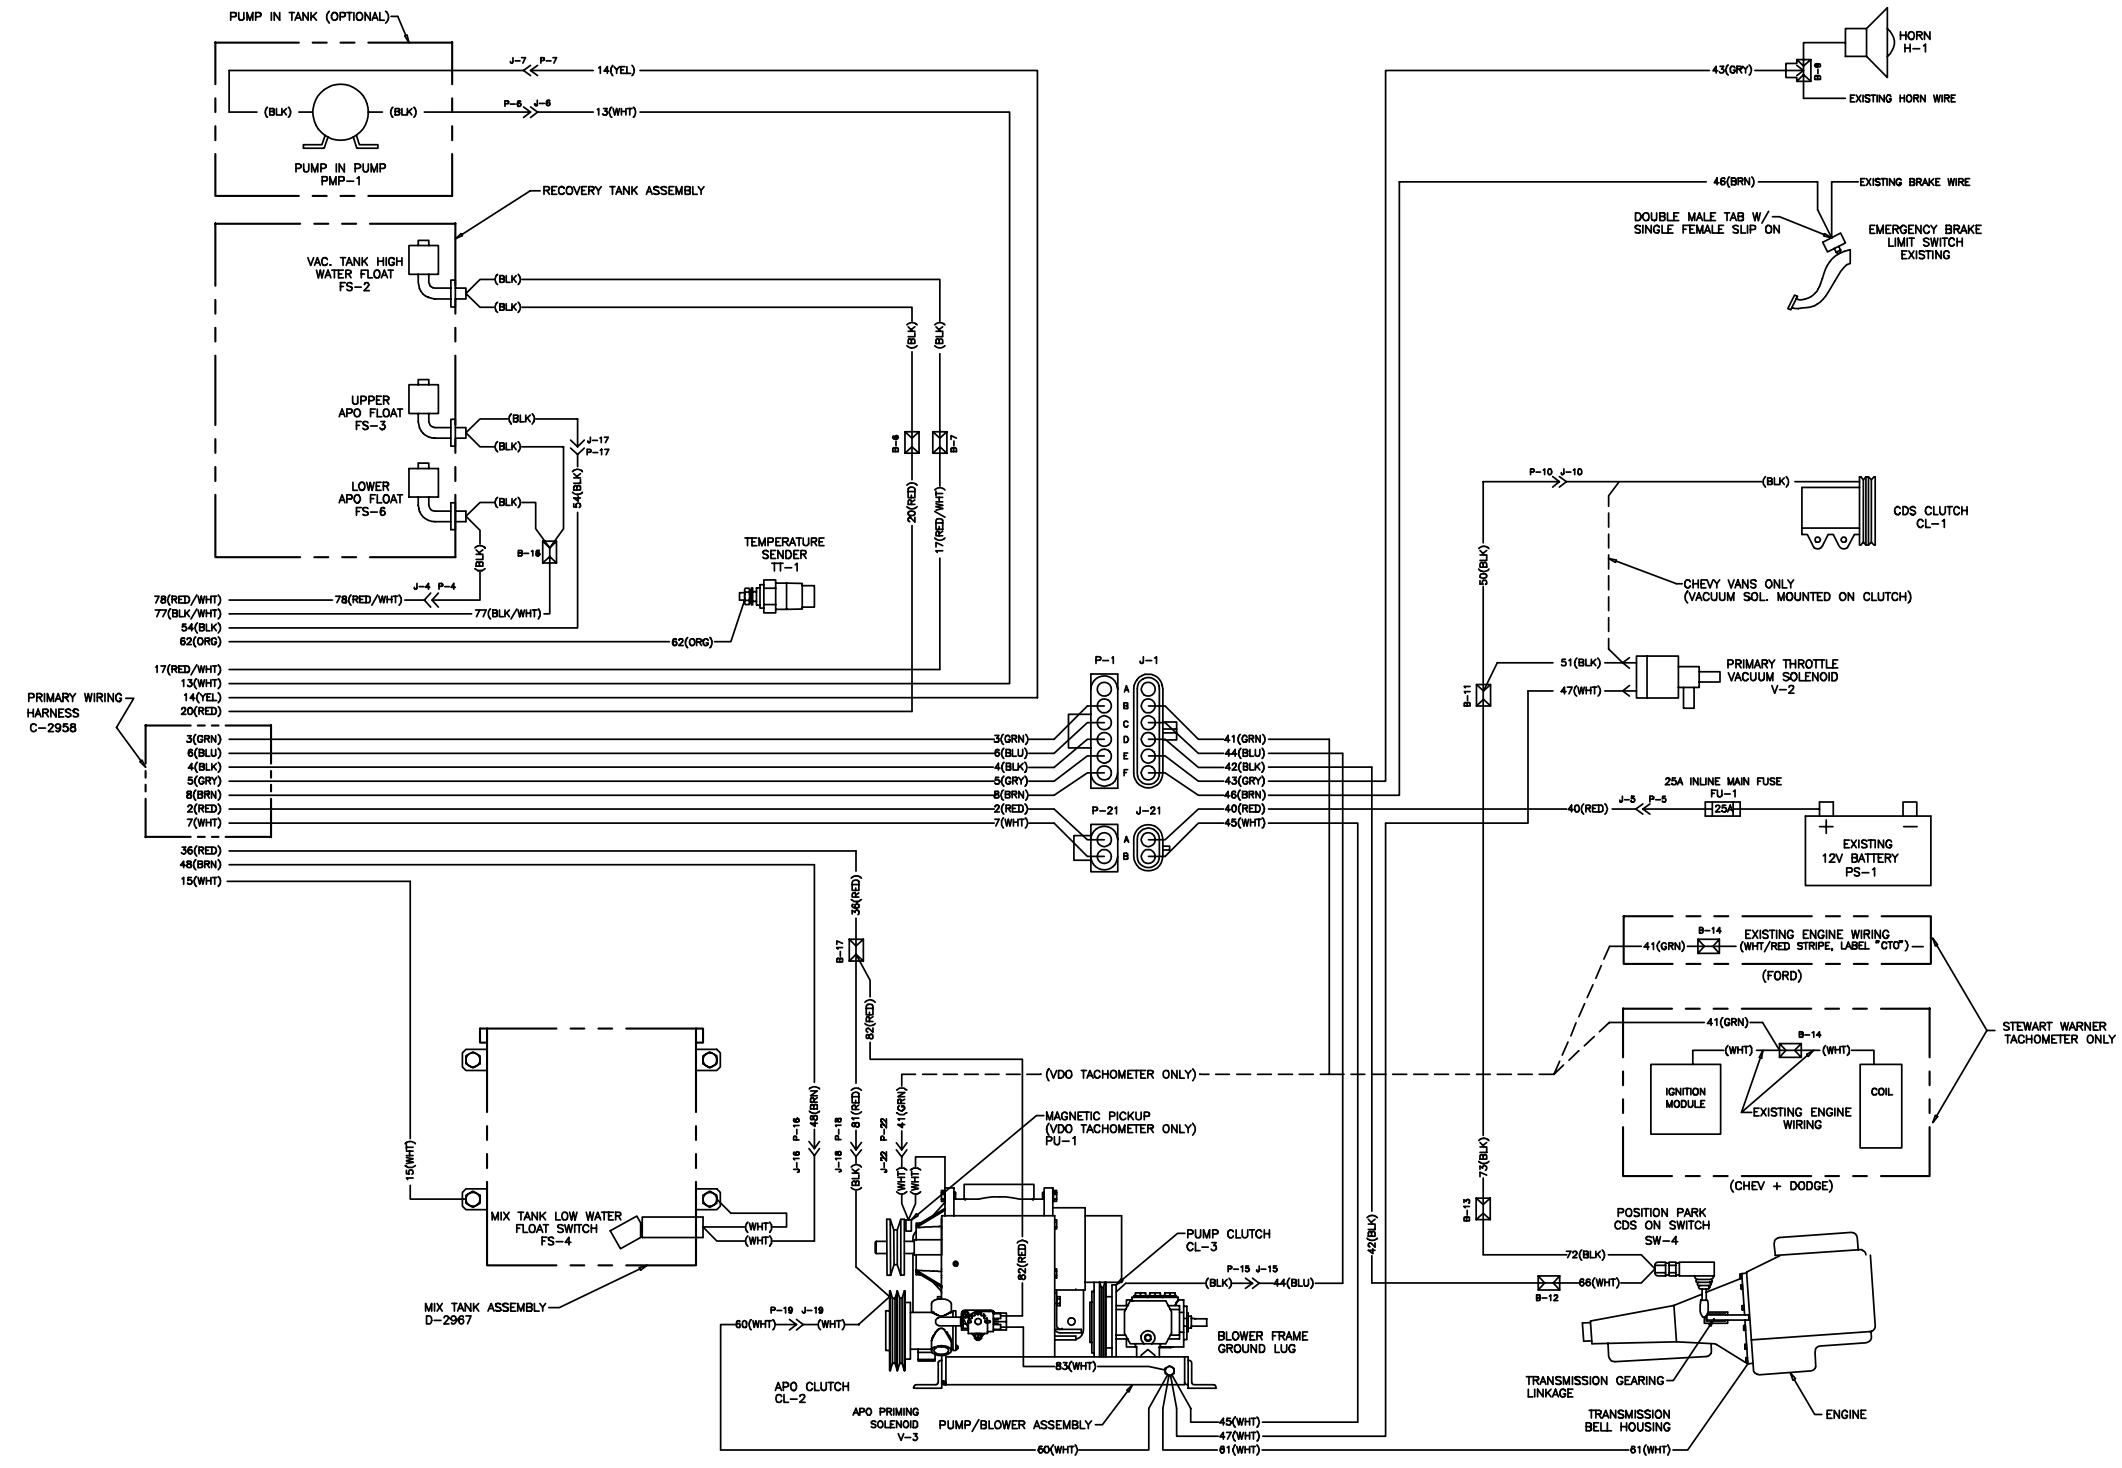 PUMP IN TANK (OPTIONAL)
J-7 P-7
14(YEL)
(BLK)
(BLK)
P-6 J-6
13(WHT)
PUMP IN PUMP
PMP-1
RECOVERY TANK ASSEMBLY
VAC. TANK HIGH
WATER FLOAT
FS-2
(BLK)
(BLK)
(BLK)
(BLK)
UPPER
APO FLOAT
FS-3
(BLK)
(BLK)
J-17
P-17
54(BLK)
LOWER
APO FLOAT
FS-6
(BLK)
(BLK)
B-6
B-7
20(RED)
17(RED/WHT)
TEMPERATURE
SENDER
TT-1
J-4 P-4
78(RED/WHT)
78(RED/WHT)
77(BLK/WHT)
77(BLK/WHT)
54(BLK)
62(ORG)
62(ORG)
17(RED/WHT)
13(WHT)
14(YEL)
20(RED)
PRIMARY WIRING
HARNESS
C-2958
3(GRN)
6(BLU)
4(BLK)
5(GRY)
8(BRN)
2(RED)
7(WHT)
36(RED)
48(BRN)
15(WHT)
3(GRN)
6(BLU)
4(BLK)
5(GRY)
8(BRN)
2(RED)
7(WHT)
P-1 J-1
A
B
C
D
E
F
P-21 J-21
A
B
41(GRN)
44(BLU)
42(BLK)
43(GRY)
46(BRN)
40(RED)
45(WHT)
HORN
H-1
43(GRY)
EXISTING HORN WIRE
46(BRN)
EXISTING BRAKE WIRE
DOUBLE MALE TAB W/
SINGLE FEMALE SLIP ON
EMERGENCY BRAKE
LIMIT SWITCH
EXISTING
P-10 J-10
(BLK)
CDS CLUTCH
CL-1
50(BLK)
CHEVY VANS ONLY
(VACUUM SOL. MOUNTED ON CLUTCH)
51(BLK)
47(WHT)
B-11
PRIMARY THROTTLE
VACUUM SOLENOID
V-2
25A INLINE MAIN FUSE
FU-1
40(RED)
J-5 P-5
25A
+
−
EXISTING
12V BATTERY
PS-1
B-14
41(GRN)
EXISTING ENGINE WIRING
(WHT/RED STRIPE, LABEL "CTO")
(FORD)
STEWART WARNER
TACHOMETER ONLY
41(GRN)
B-14
(WHT)
(WHT)
IGNITION
MODULE
COIL
EXISTING ENGINE
WIRING
(CHEV + DODGE)
36(RED)
B-17
82(RED)
(VDO TACHOMETER ONLY)
MAGNETIC PICKUP
(VDO TACHOMETER ONLY)
PU-1
J-16 P-16
48(BRN)
J-18 P-18
81(RED)
(BLK)
J-22 P-22
41(GRN)
(WHT)
(WHT)
15(WHT)
MIX TANK LOW WATER
FLOAT SWITCH
FS-4
(WHT)
(WHT)
MIX TANK ASSEMBLY
D-2967
82(RED)
PUMP CLUTCH
CL-3
P-15 J-15
(BLK)
44(BLU)
42(BLK)
P-19 J-19
60(WHT)
(WHT)
BLOWER FRAME
GROUND LUG
83(WHT)
APO CLUTCH
CL-2
APO PRIMING
SOLENOID
V-3
PUMP/BLOWER ASSEMBLY
60(WHT)
45(WHT)
47(WHT)
61(WHT)
73(BLK)
B-13
POSITION PARK
CDS ON SWITCH
SW-4
72(BLK)
66(WHT)
B-12
TRANSMISSION GEARING
LINKAGE
TRANSMISSION
BELL HOUSING
ENGINE
61(WHT)